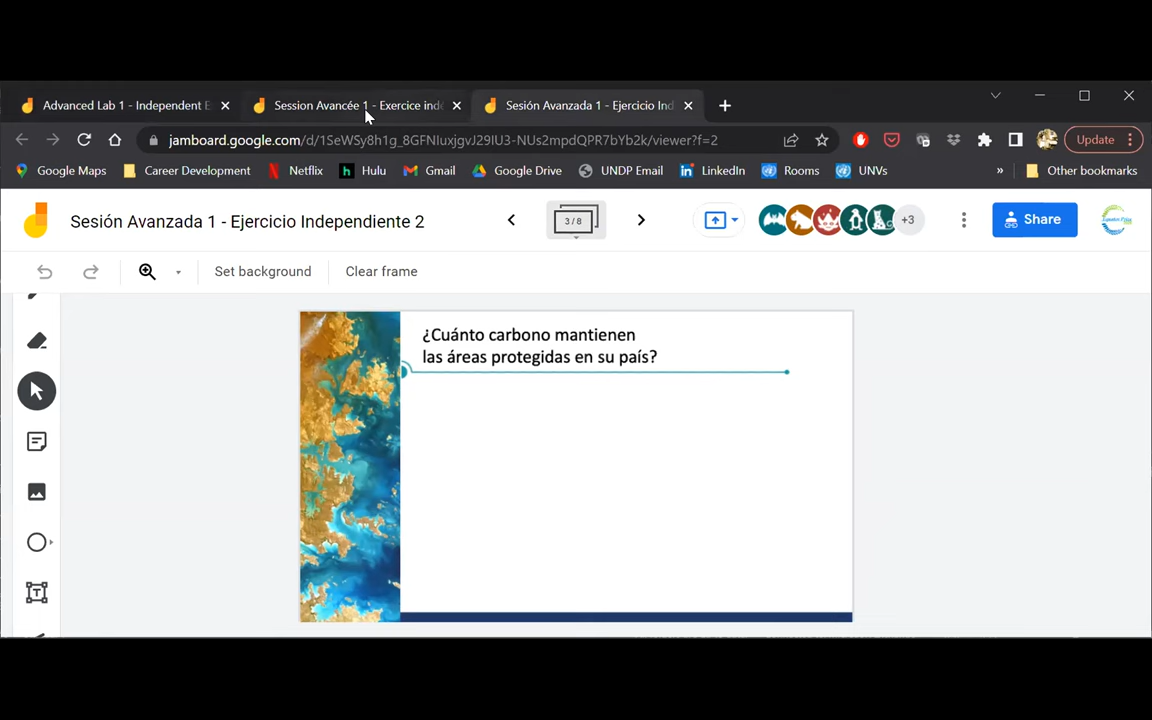 Advanced Lab 1 - Independent E
Session Avancée 1 - Exercice ind
Sesión Avanzada 1 - Ejercicio Ind
jamboard.google.com/d/1SeWSy8h1g_8GFNIuxjgvJ29IU3-NUs2mpdQPR7bYb2k/viewer?f=2
Update
Google Maps
Career Development
Netflix
Hulu
Gmail
Google Drive
UNDP Email
LinkedIn
Rooms
UNVs
»
Other bookmarks
Sesión Avanzada 1 - Ejercicio Independiente 2
3 / 8
+3
Share
Set background
Clear frame
¿Cuánto carbono mantienen
las áreas protegidas en su país?